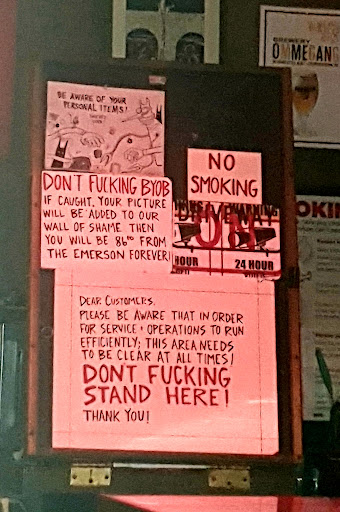 BREWERY
OMMEGANG
BE AWARE OF YOUR
PERSONAL ITEMS!
DON'T FUCKING BYOB
IF CAUGHT, YOUR PICTURE
WILL BE ADDED TO OUR
WALL OF SHAME THEN
YOU WILL BE 86ED FROM
THE EMERSON FOREVER!
NO
SMOKING
WARNING
HOUR
24 HOUR
DEAR CUSTOMERS,
PLEASE BE AWARE THAT IN ORDER
FOR SERVICE + OPERATIONS TO RUN
EFFICIENTLY; THIS AREA NEEDS
TO BE CLEAR AT ALL TIMES!
DONT FUCKING
STAND HERE!
THANK YOU!